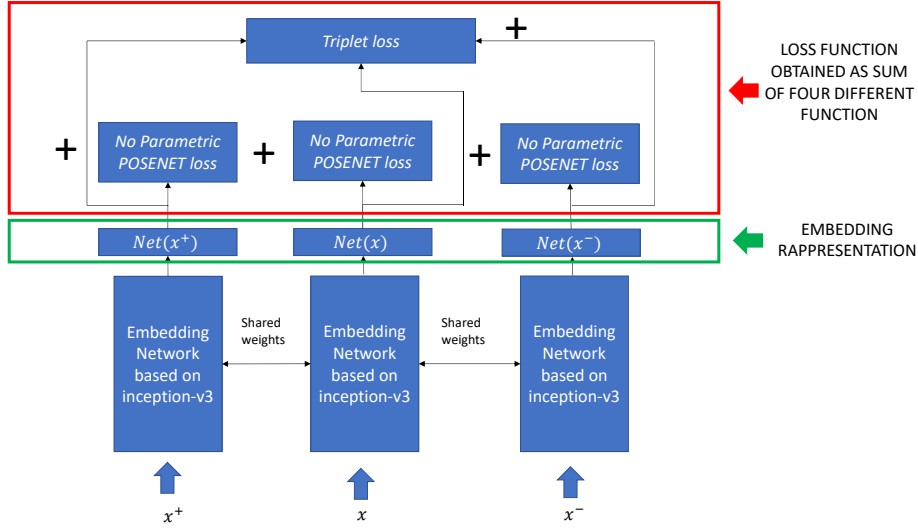 Triplet loss
+
LOSS FUNCTION
OBTAINED AS SUM
OF FOUR DIFFERENT
FUNCTION
+
No Parametric
POSENET loss
+
No Parametric
POSENET loss
+
No Parametric
POSENET loss
Net(x⁺)
Net(x)
Net(x⁻)
EMBEDDING
RAPPRESENTATION
Embedding
Network
based on
inception-v3
Shared
weights
Embedding
Network
based on
inception-v3
Shared
weights
Embedding
Network
based on
inception-v3
x⁺
x
x⁻